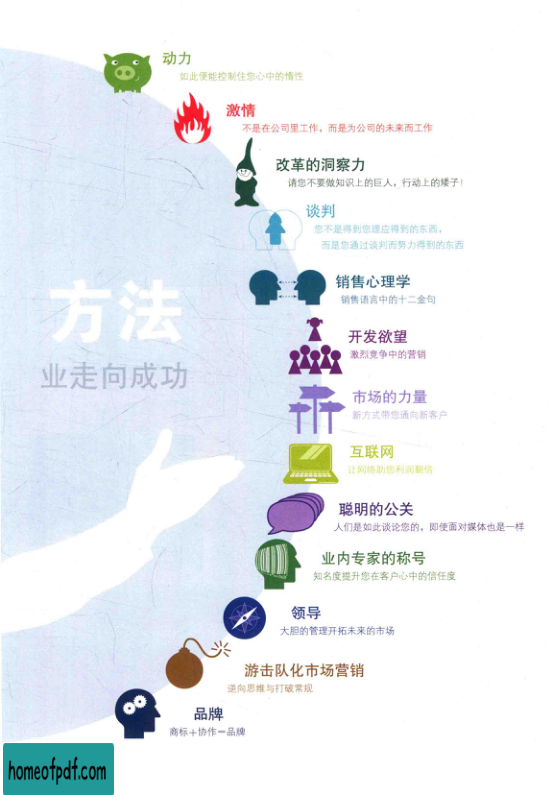 动力
如此便能控制住您心中的惰性
激情
不是在公司里工作，而是为公司的未来而工作
改革的洞察力
请您不要做知识上的巨人，行动上的矮子！
谈判
您不是得到您理应得到的东西，
而是您通过谈判而努力得到的东西
销售心理学
销售语言中的十二金句
方法
业走向成功
开发欲望
激烈竞争中的营销
市场的力量
新方式带您通向新客户
互联网
让网络助您利润翻倍
聪明的公关
人们是如此谈论您的，即使面对媒体也是一样
业内专家的称号
知名度提升您在客户心中的信任度
领导
大胆的管理开拓未来的市场
游击队化市场营销
逆向思维与打破常规
品牌
商标＋协作＝品牌
homeofpdf.com